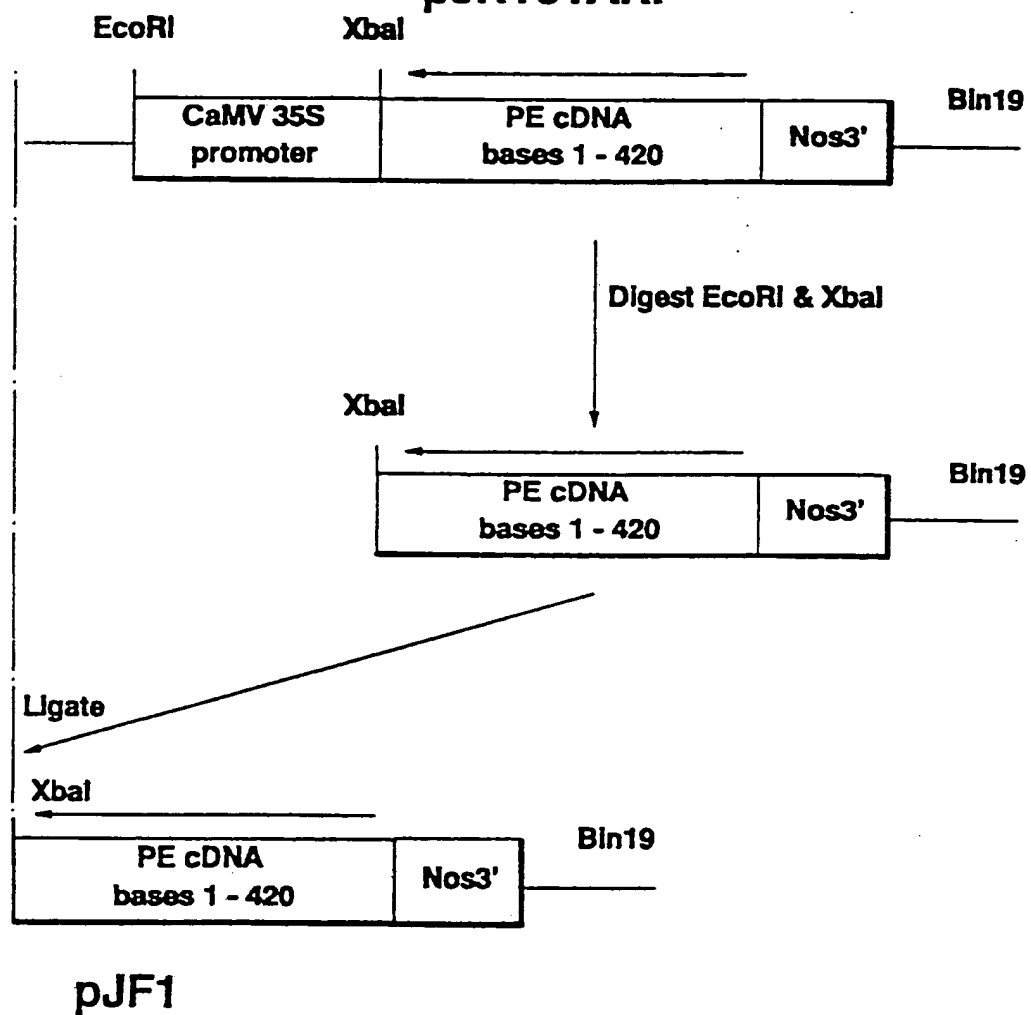 EcoRI XbaI
CaMV 35S
promoter
PE cDNA
bases 1 - 420
Nos3'
Bin19
Digest EcoRI & XbaI
XbaI
PE cDNA
bases 1 - 420
Nos3'
Bin19
Ligate
XbaI
PE cDNA
bases 1 - 420
Nos3'
Bin19
pJF1